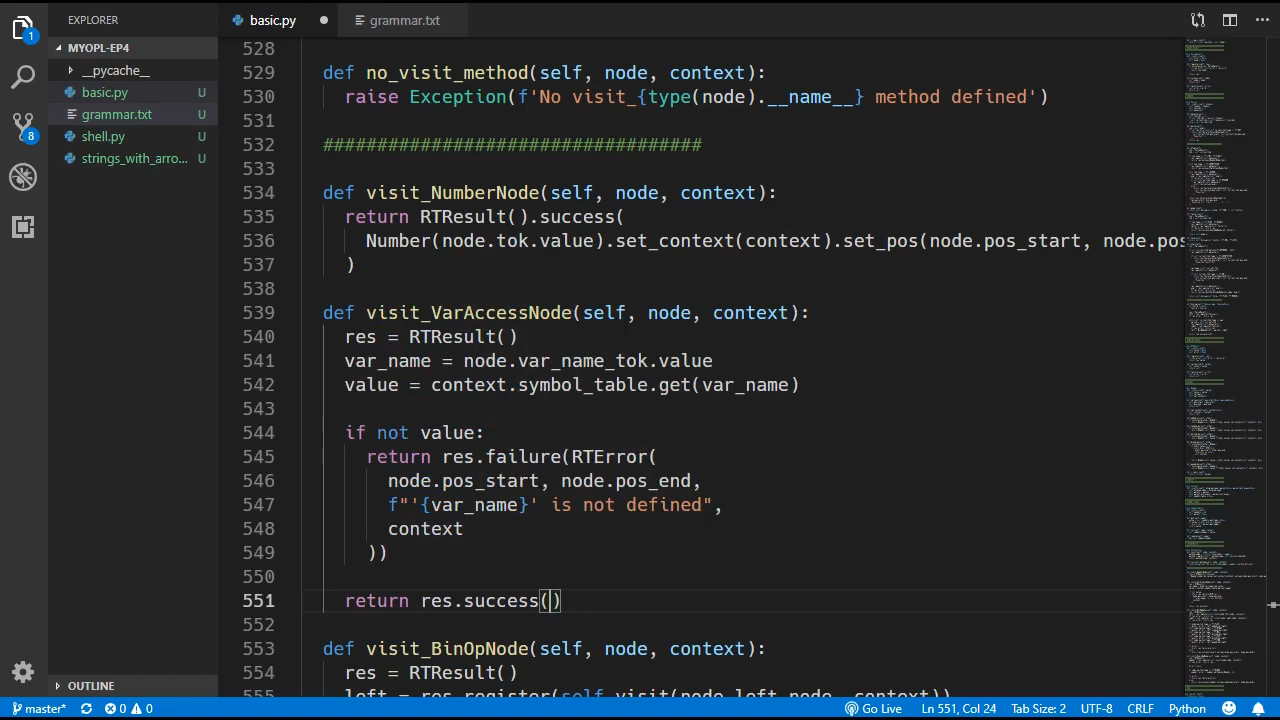 EXPLORER
basic.py
grammar.txt
1
MYOPL-EP4
__pycache__
basic.py U
grammar.txt U
shell.py U
strings_with_arro... U
8
OUTLINE
528
529 def no_visit_method(self, node, context):
530 raise Exception(f'No visit_{type(node).__name__} method defined')
531
532 ###################################
533
534 def visit_NumberNode(self, node, context):
535 return RTResult().success(
536 Number(node.tok.value).set_context(context).set_pos(node.pos_start, node.pos
537 )
538
539 def visit_VarAccessNode(self, node, context):
540 res = RTResult()
541 var_name = node.var_name_tok.value
542 value = context.symbol_table.get(var_name)
543
544 if not value:
545 return res.failure(RTError(
546 node.pos_start, node.pos_end,
547 f"'{var_name}' is not defined",
548 context
549 ))
550
551 return res.success()
552
553 def visit_BinOpNode(self, node, context):
554 res = RTResult()
555
master*
0 0
Go Live
Ln 551, Col 24
Tab Size: 2
UTF-8
CRLF
Python